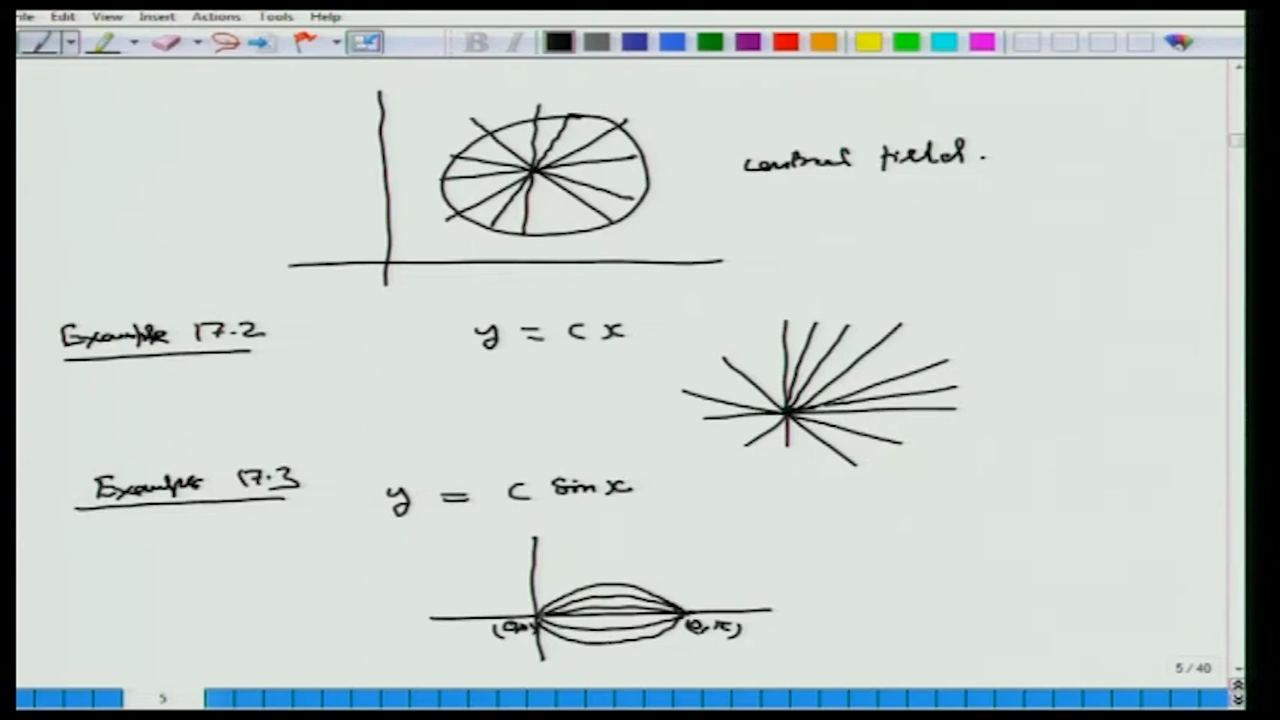 File Edit View Insert Actions Tools Help
central field.
Example 17.2 y = c x
Example 17.3 y = c sin x
(0,0) (0,π)
5 / 40
5